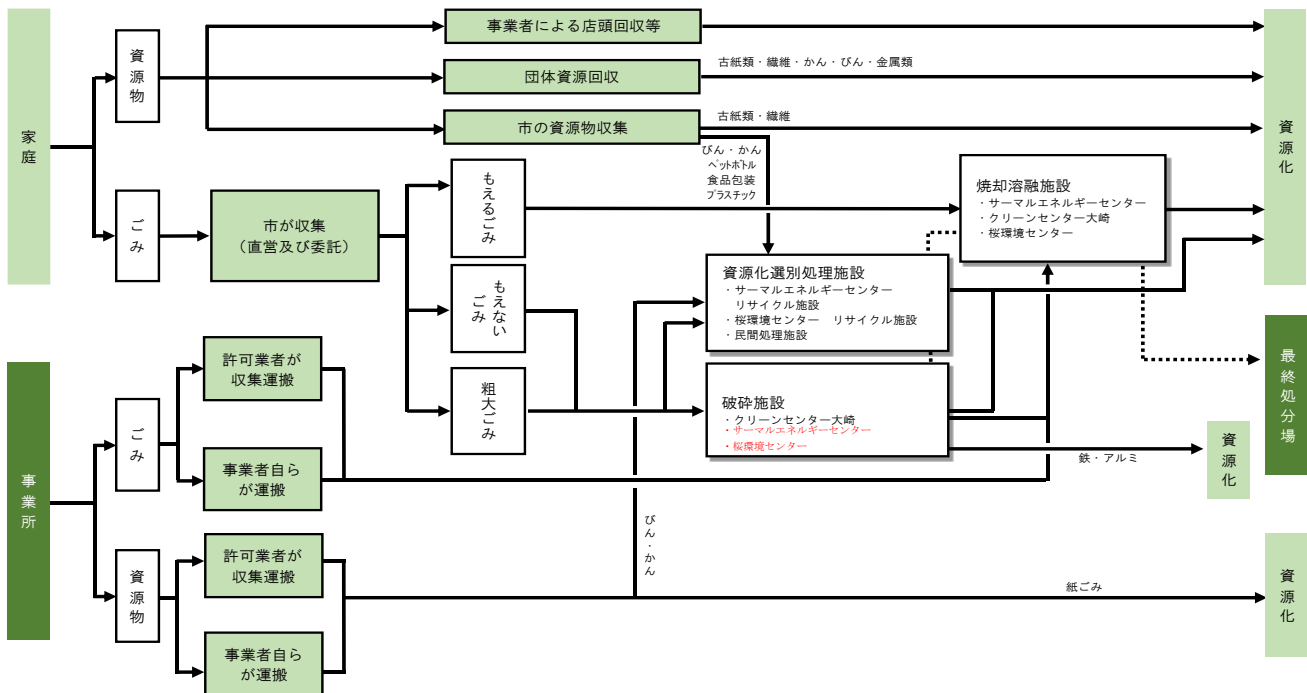 家庭
資源物
ごみ
事業者による店頭回収等
団体資源回収
古紙類・繊維・かん・びん・金属類
市の資源物収集
古紙類・繊維
びん・かん
ペットボトル
食品包装
プラスチック
資源化
市が収集
(直営及び委託)
もえるごみ
もえない
ごみ
粗大ごみ
焼却溶融施設
・サーマルエネルギーセンター
・クリーンセンター大崎
・桜環境センター
資源化選別処理施設
・サーマルエネルギーセンター
リサイクル施設
・桜環境センター リサイクル施設
・民間処理施設
破砕施設
・クリーンセンター大崎
・サーマルエネルギーセンター
・桜環境センター
鉄・アルミ
資源化
最終処分場
事業所
ごみ
許可業者が
収集運搬
事業者自ら
が運搬
資源物
許可業者が
収集運搬
事業者自ら
が運搬
びん・かん
紙ごみ
資源化